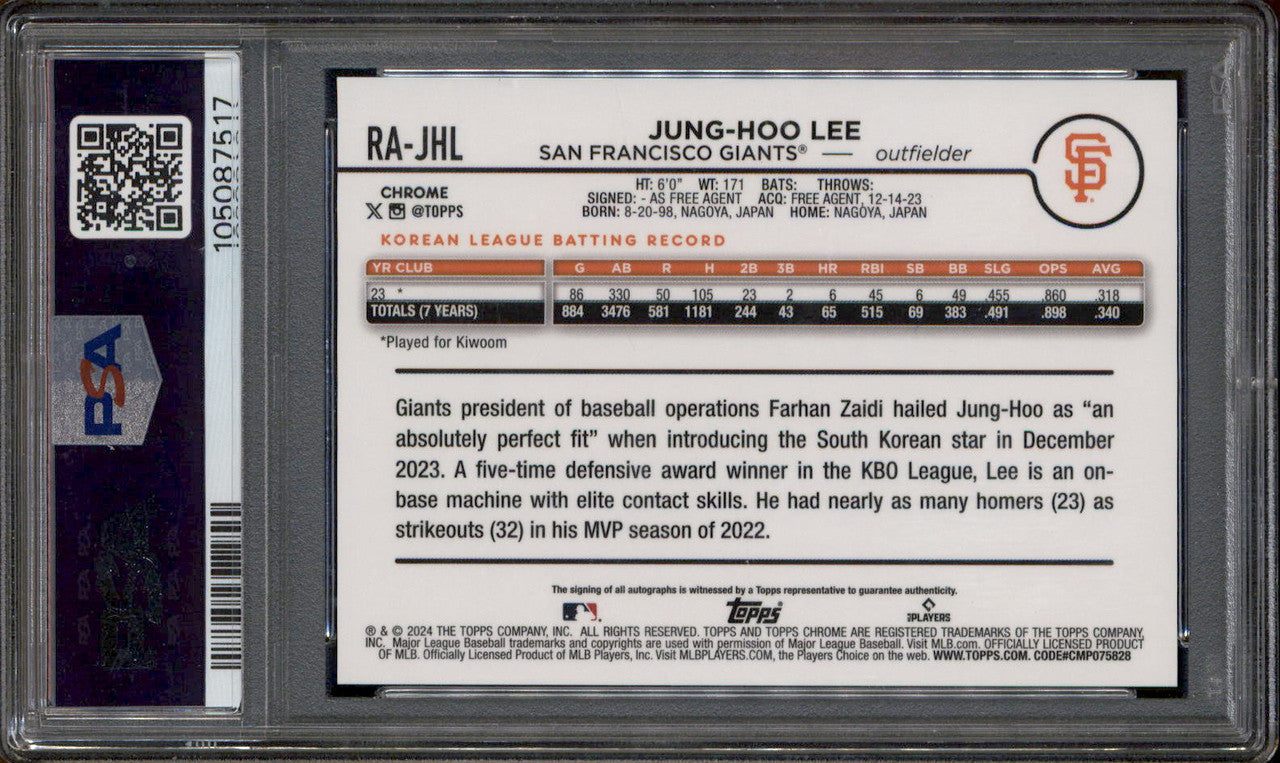 105087517
PSA
RA-JHL
JUNG-HOO LEE
SAN FRANCISCO GIANTS® — outfielder
SF
CHROME
X @TOPPS
HT: 6'0" WT: 171 BATS: THROWS:
SIGNED: - AS FREE AGENT ACQ: FREE AGENT, 12-14-23
BORN: 8-20-98, NAGOYA, JAPAN HOME: NAGOYA, JAPAN
KOREAN LEAGUE BATTING RECORD
YR CLUB G AB R H 2B 3B HR RBI SB BB SLG OPS AVG
23 * 86 330 50 105 23 2 6 45 6 49 .455 .860 .318
TOTALS (7 YEARS) 884 3476 581 1181 244 43 65 515 69 383 .491 .898 .340
*Played for Kiwoom
Giants president of baseball operations Farhan Zaidi hailed Jung-Hoo as “an
absolutely perfect fit” when introducing the South Korean star in December
2023. A five-time defensive award winner in the KBO League, Lee is an on-
base machine with elite contact skills. He had nearly as many homers (23) as
strikeouts (32) in his MVP season of 2022.
The signing of all autographs is witnessed by a Topps representative to guarantee authenticity.
topps
PLAYERS
® & © 2024 THE TOPPS COMPANY, INC. ALL RIGHTS RESERVED. TOPPS AND TOPPS CHROME ARE REGISTERED TRADEMARKS OF THE TOPPS COMPANY,
INC. Major League Baseball trademarks and copyrights are used with permission of Major League Baseball. Visit MLB.com. OFFICIALLY LICENSED PRODUCT
OF MLB. Officially Licensed Product of MLB Players, Inc. Visit MLBPLAYERS.COM, the Players Choice on the web. WWW.TOPPS.COM. CODE#CMP075828